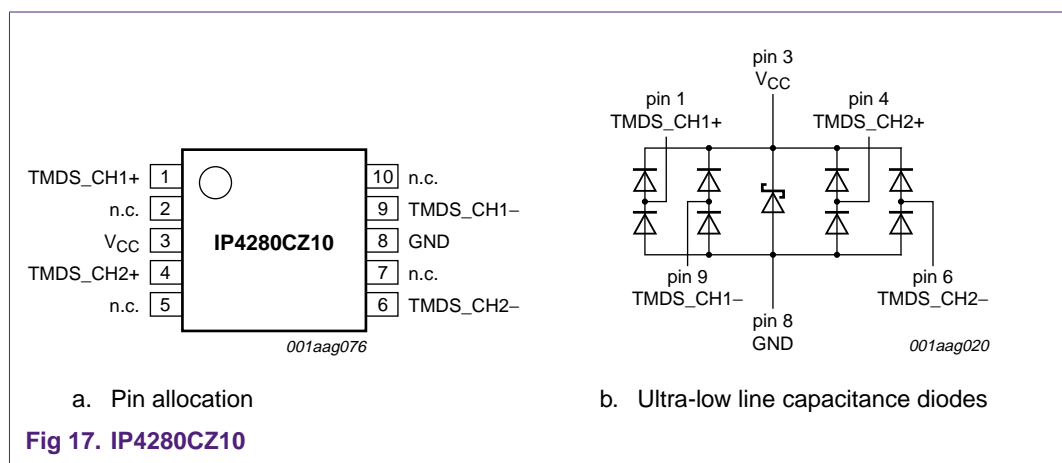 TMDS_CH1+ 1
n.c. 2
VCC 3
TMDS_CH2+ 4
n.c. 5
IP4280CZ10
10 n.c.
9 TMDS_CH1−
8 GND
7 n.c.
6 TMDS_CH2−
001aag076
pin 3
VCC
pin 1
TMDS_CH1+
pin 4
TMDS_CH2+
pin 9
TMDS_CH1−
pin 6
TMDS_CH2−
pin 8
GND
001aag020
a. Pin allocation
b. Ultra-low line capacitance diodes
Fig 17. IP4280CZ10